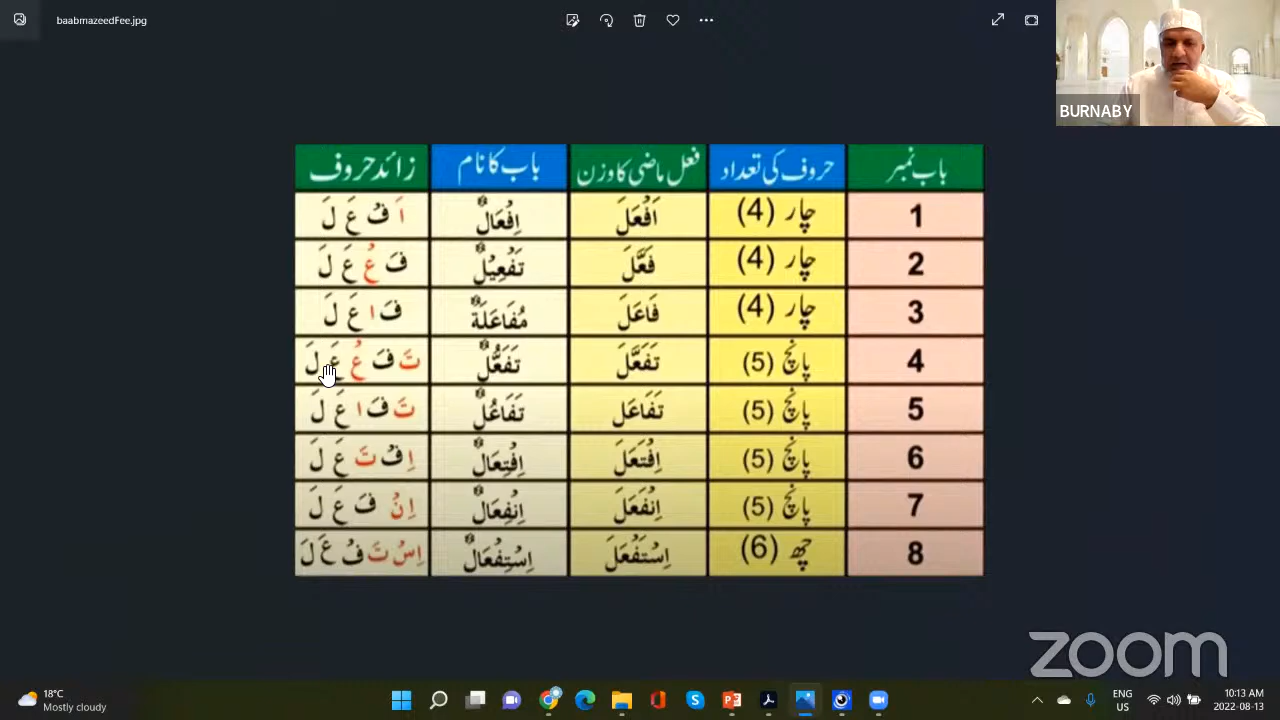 baabmazeedFee.jpg
BURNABY
باب نمبر حروف کی تعداد فعل ماضی کا وزن باب کا نام زائد حروف
1 چار (4) اَفْعَلَ اِفْعَالٌ اَ فْ عَ لَ
2 چار (4) فَعَّلَ تَفْعِيْلٌ فَ عْ عَ لَ
3 چار (4) فَاعَلَ مُفَاعَلَةٌ فَ ا عَ لَ
4 پانچ (5) تَفَعَّلَ تَفَعُّلٌ تَ فَ عْ عَ لَ
5 پانچ (5) تَفَاعَلَ تَفَاعُلٌ تَ فَ ا عَ لَ
6 پانچ (5) اِفْتَعَلَ اِفْتِعَالٌ اِ فْ تَ عَ لَ
7 پانچ (5) اِنْفَعَلَ اِنْفِعَالٌ اِنْ فَ عَ لَ
8 چھ (6) اِسْتَفْعَلَ اِسْتِفْعَالٌ اِسْ تَ فْ عَ لَ
zoom
18°C
Mostly cloudy
ENG
US
10:13 AM
2022-08-13